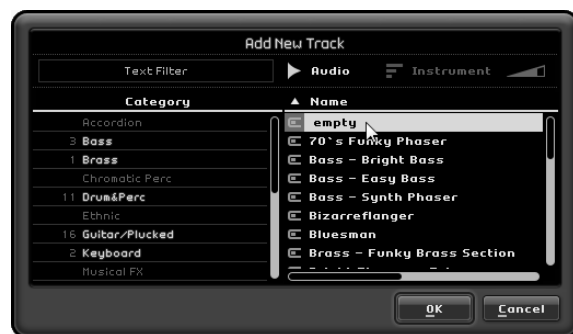 Add New Track
Text Filter
Audio
Instrument
Category
Name
Accordion
3 Bass
1 Brass
Chromatic Perc
11 Drum&Perc
Ethnic
16 Guitar/Plucked
2 Keyboard
Musical FX
empty
70`s Funky Phaser
Bass - Bright Bass
Bass - Easy Bass
Bass - Synth Phaser
Bizarreflanger
Bluesman
Brass - Funky Brass Section
OK
Cancel